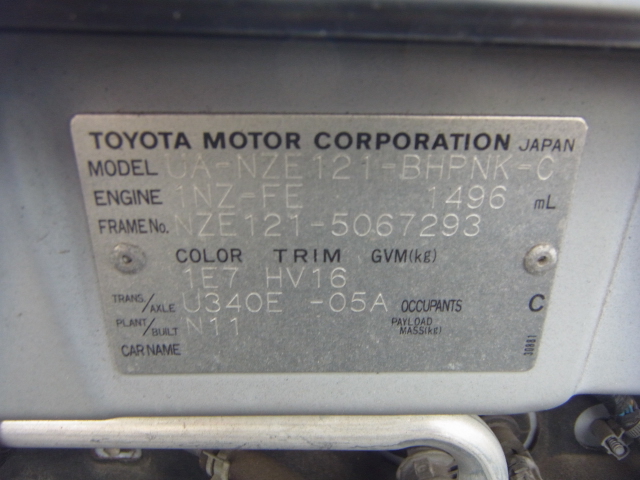 TOYOTA MOTOR CORPORATION JAPAN
MODEL UA-NZE121-BHPNK-C
ENGINE 1NZ-FE 1496 mL
FRAME No. NZE121-5067293
COLOR TRIM GVM(kg)
1E7 HV16
TRANS./AXLE U340E -05A OCCUPANTS C
PLANT/BUILT N11 PAYLOAD MASS(kg)
CAR NAME